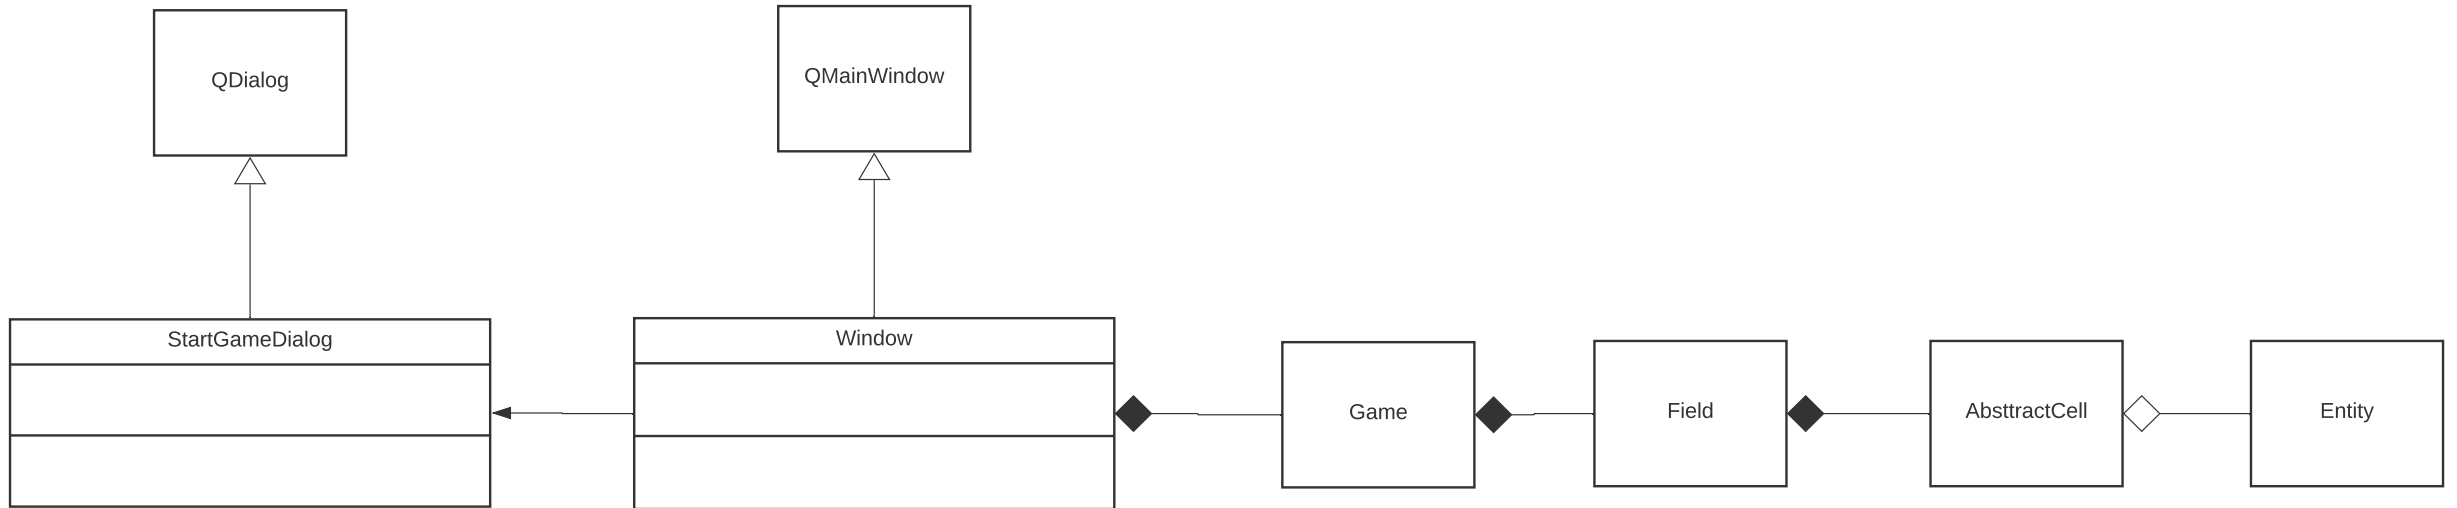 QDialog
QMainWindow
StartGameDialog
Window
Game
Field
AbsttractCell
Entity